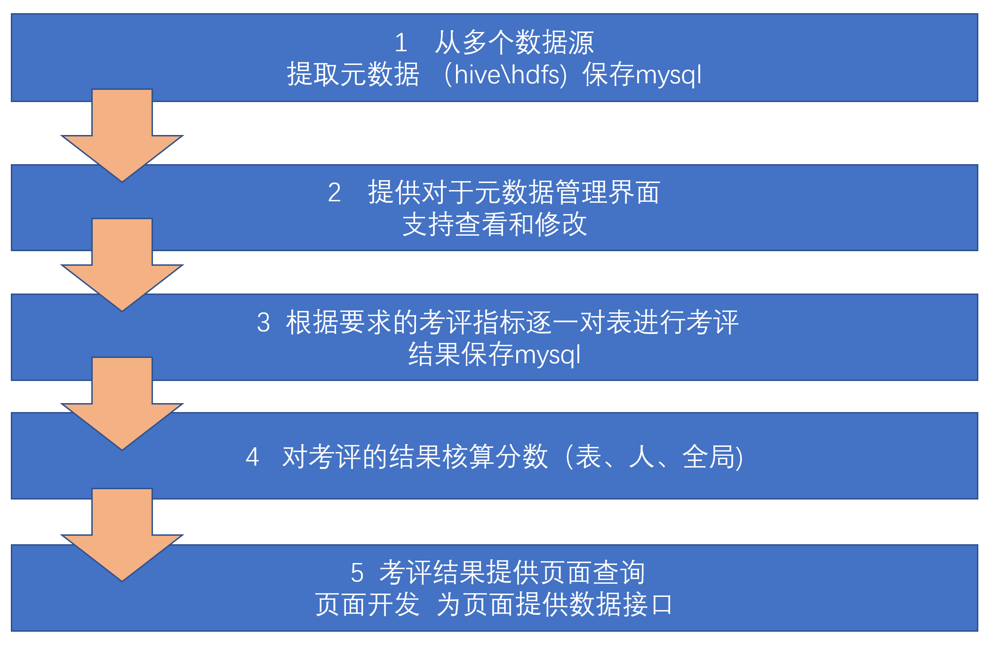 1 从多个数据源
提取元数据 （hive\hdfs) 保存mysql
2 提供对于元数据管理界面
支持查看和修改
3 根据要求的考评指标逐一对表进行考评
结果保存mysql
4 对考评的结果核算分数（表、人、全局)
5 考评结果提供页面查询
页面开发 为页面提供数据接口